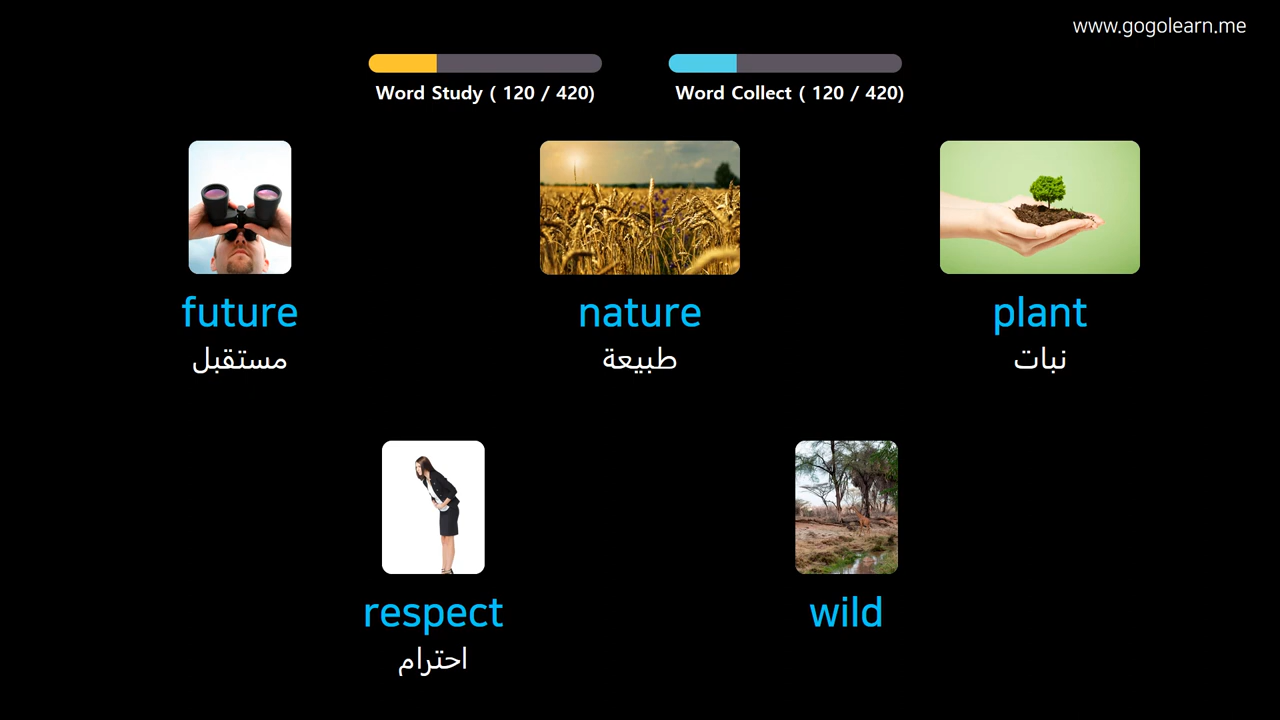 www.gogolearn.me
Word Study ( 120 / 420)
Word Collect ( 120 / 420)
future
مستقبل
nature
طبيعة
plant
نبات
respect
احترام
wild